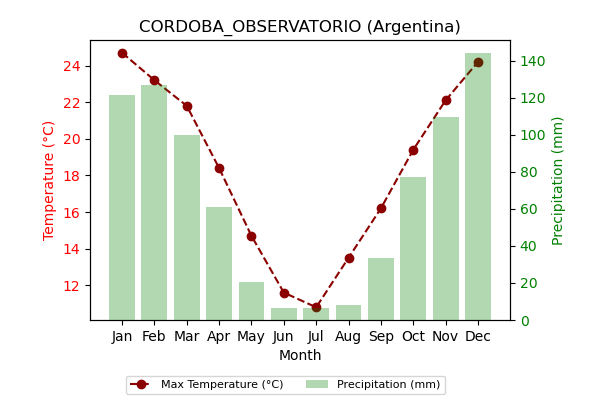 CORDOBA_OBSERVATORIO (Argentina)
24
22
20
18
16
14
12
Temperature (°C)
140
120
100
80
60
40
20
0
Precipitation (mm)
Jan Feb Mar Apr May Jun Jul Aug Sep Oct Nov Dec
Month
Max Temperature (°C) Precipitation (mm)